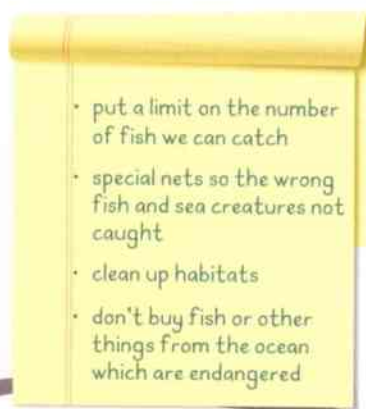 • put a limit on the number
of fish we can catch
• special nets so the wrong
fish and sea creatures not
caught
• clean up habitats
• don't buy fish or other
things from the ocean
which are endangered